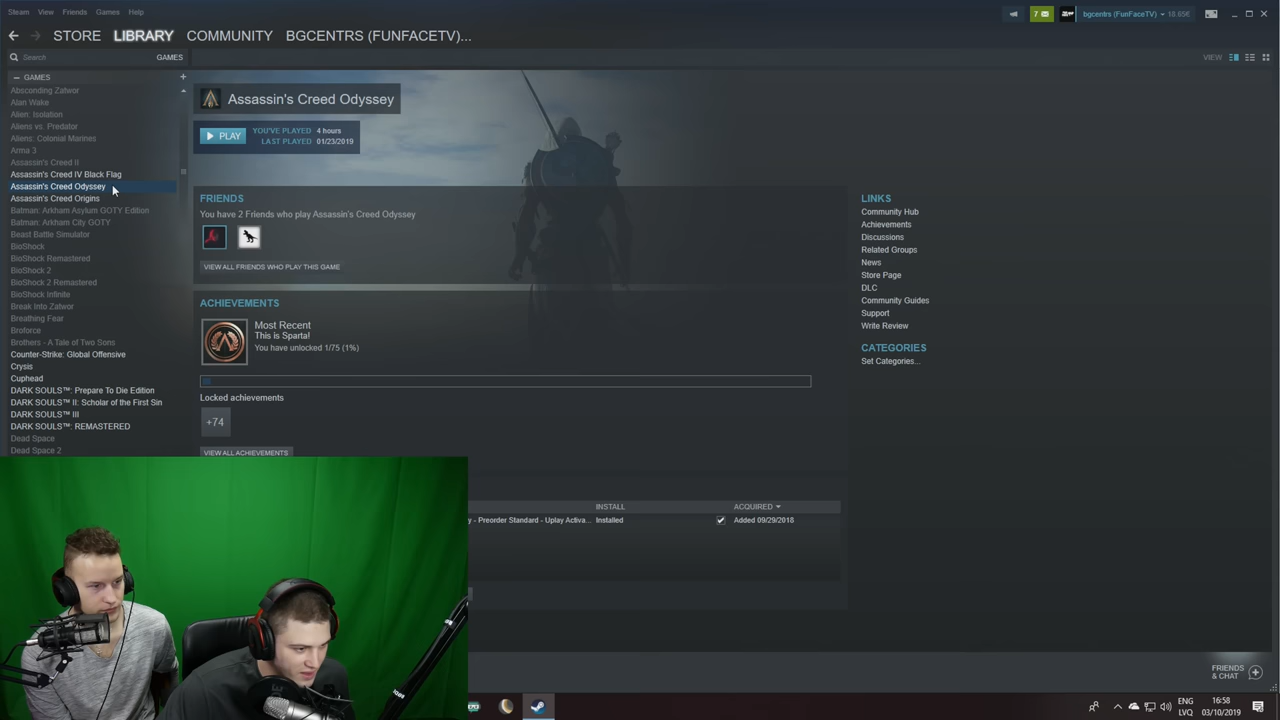 Steam View Friends Games Help
7 bgcentrs (FunFaceTV) 18.65€
STORE LIBRARY COMMUNITY BGCENTRS (FUNFACETV)...
Search GAMES
VIEW
GAMES
Absconding Zatwor
Alan Wake
Alien: Isolation
Aliens vs. Predator
Aliens: Colonial Marines
Arma 3
Assassin's Creed II
Assassin's Creed IV Black Flag
Assassin's Creed Odyssey
Assassin's Creed Origins
Batman: Arkham Asylum GOTY Edition
Batman: Arkham City GOTY
Beast Battle Simulator
BioShock
BioShock Remastered
BioShock 2
BioShock 2 Remastered
BioShock Infinite
Break Into Zatwor
Breathing Fear
Broforce
Brothers - A Tale of Two Sons
Counter-Strike: Global Offensive
Crysis
Cuphead
DARK SOULS™: Prepare To Die Edition
DARK SOULS™ II: Scholar of the First Sin
DARK SOULS™ III
DARK SOULS™: REMASTERED
Dead Space
Dead Space 2
Assassin's Creed Odyssey
PLAY
YOU'VE PLAYED 4 hours
LAST PLAYED 01/23/2019
FRIENDS
You have 2 Friends who play Assassin's Creed Odyssey
VIEW ALL FRIENDS WHO PLAY THIS GAME
ACHIEVEMENTS
Most Recent
This is Sparta!
You have unlocked 1/75 (1%)
Locked achievements
+74
VIEW ALL ACHIEVEMENTS
INSTALL ACQUIRED
y - Preorder Standard - Uplay Activa... Installed Added 09/29/2018
LINKS
Community Hub
Achievements
Discussions
Related Groups
News
Store Page
DLC
Community Guides
Support
Write Review
CATEGORIES
Set Categories...
FRIENDS
& CHAT
ENG 16:58
LVQ 03/10/2019